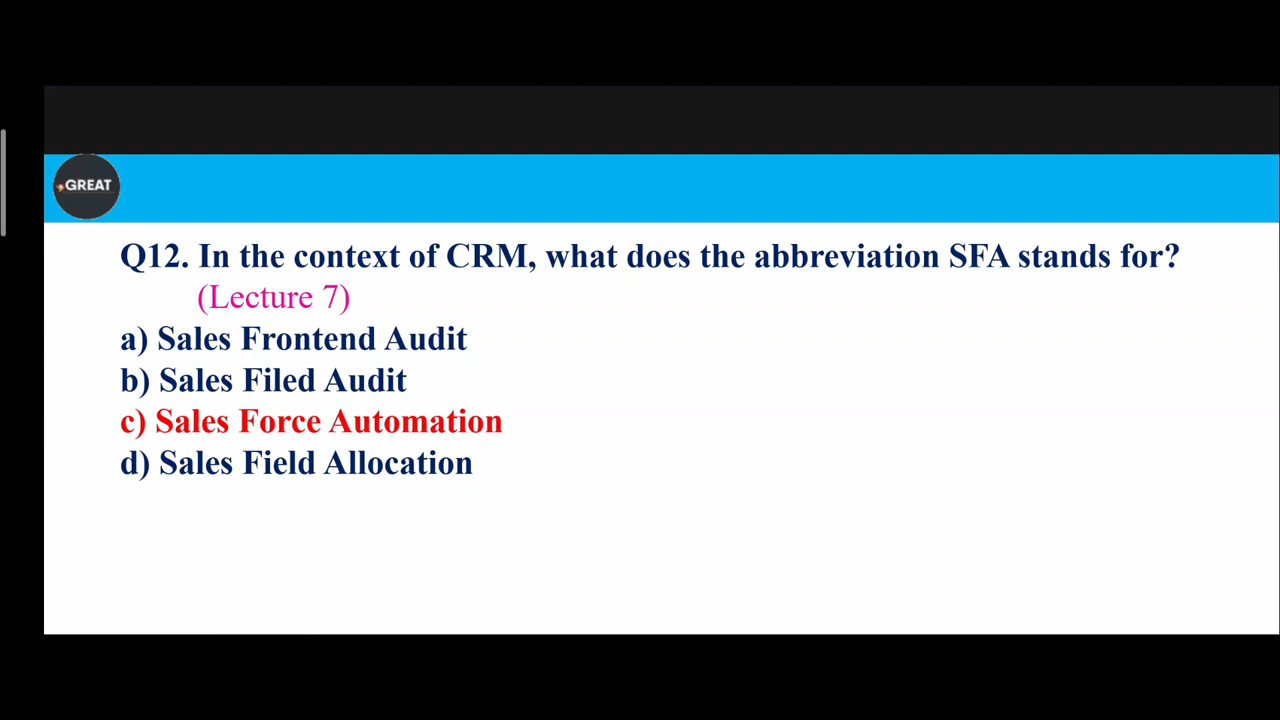 GREAT
Q12. In the context of CRM, what does the abbreviation SFA stands for?
(Lecture 7)
a) Sales Frontend Audit
b) Sales Filed Audit
c) Sales Force Automation
d) Sales Field Allocation